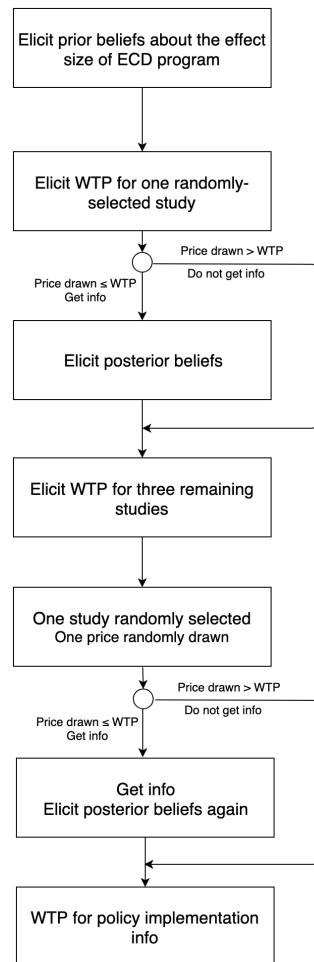 Elicit prior beliefs about the effect
size of ECD program
Elicit WTP for one randomly-
selected study
Price drawn > WTP
Do not get info
Price drawn ≤ WTP
Get info
Elicit posterior beliefs
Elicit WTP for three remaining
studies
One study randomly selected
One price randomly drawn
Price drawn > WTP
Do not get info
Price drawn ≤ WTP
Get info
Get info
Elicit posterior beliefs again
WTP for policy implementation
info